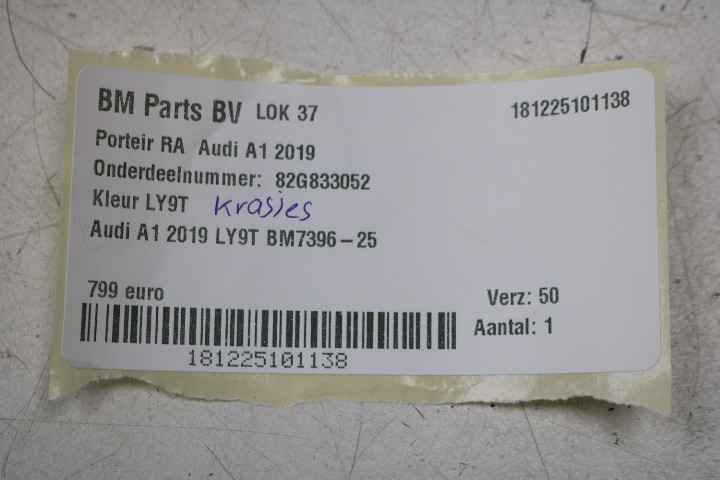 BM Parts BV LOK 37 181225101138
Porteir RA Audi A1 2019
Onderdeelnummer: 82G833052
Kleur LY9T krasjes
Audi A1 2019 LY9T BM7396-25
799 euro Verz: 50
Aantal: 1
181225101138